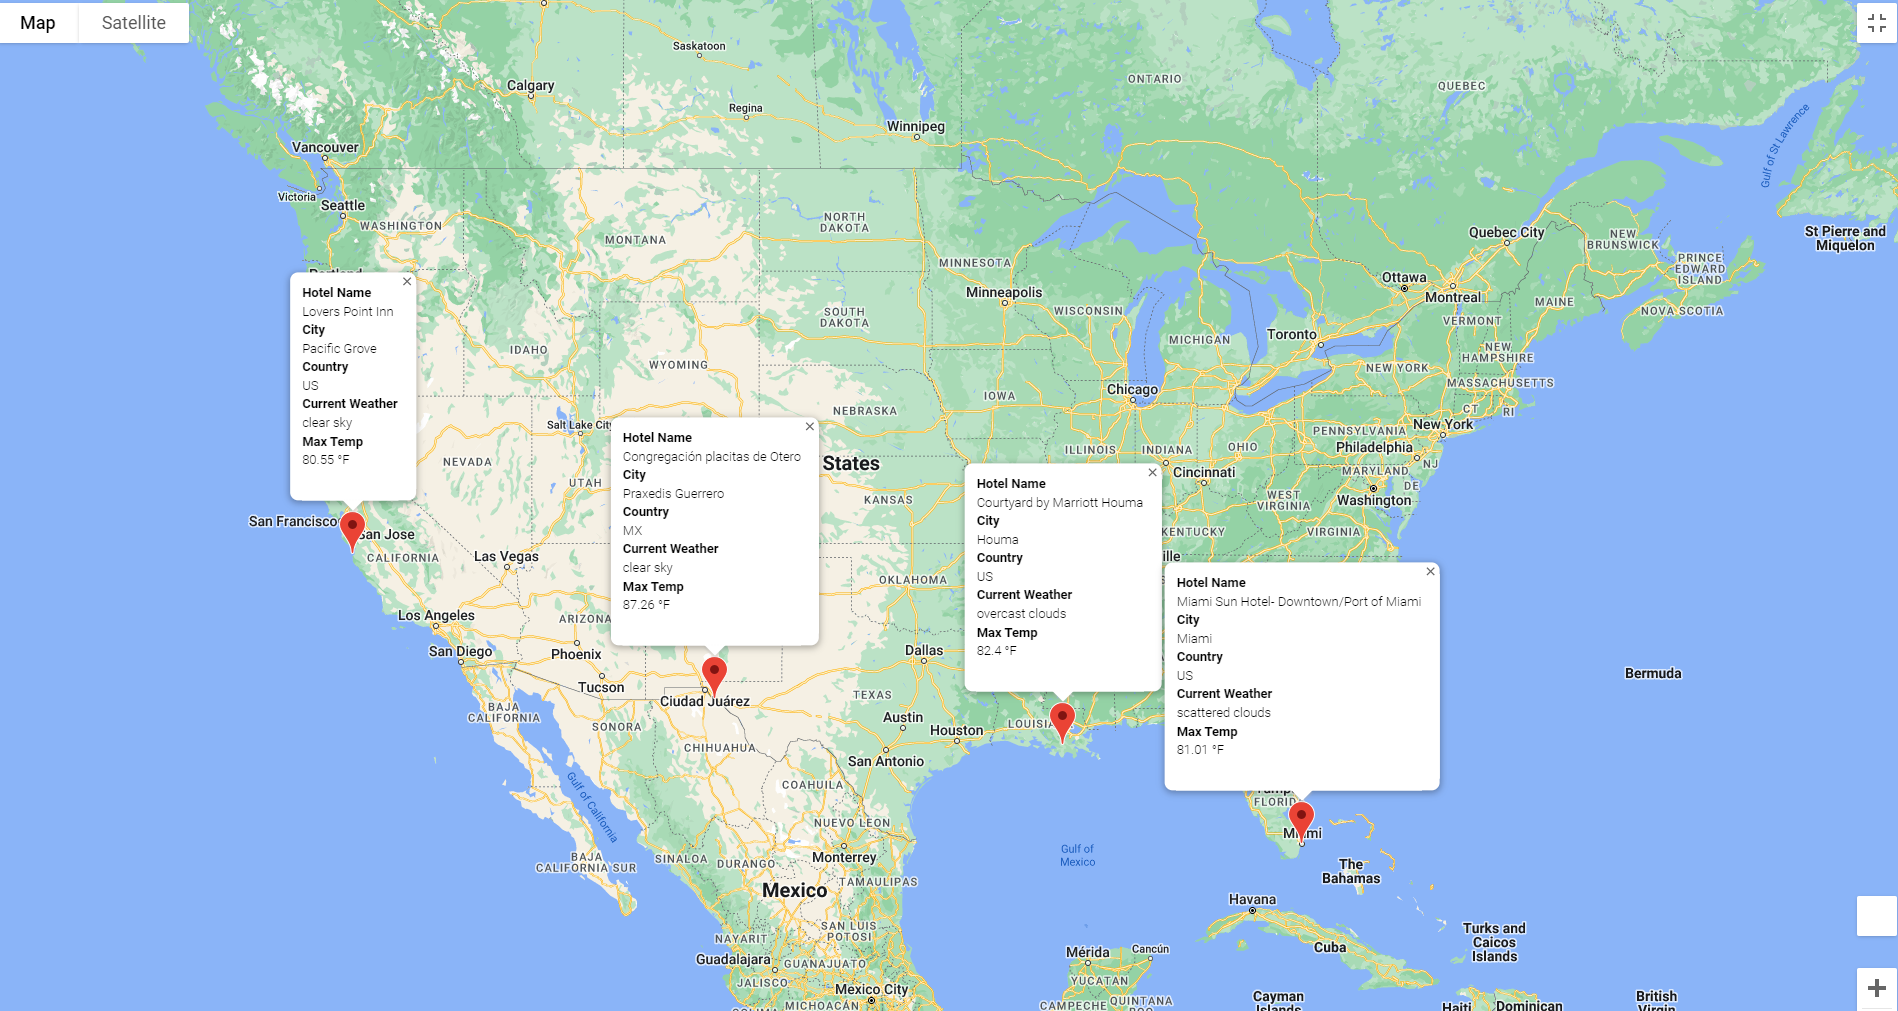 Map
Satellite
Saskatoon
Calgary
Regina
Winnipeg
ONTARIO
QUEBEC
Gulf of St Lawrence
Vancouver
Victoria
Seattle
WASHINGTON
MONTANA
NORTH
DAKOTA
MINNESOTA
Quebec City
NEW
BRUNSWICK
St Pierre and
Miquelon
PRINCE
EDWARD
ISLAND
Ottawa
Montreal
MAINE
NOVA SCOTIA
Portland
Minneapolis
WISCONSIN
SOUTH
DAKOTA
MICHIGAN
Toronto
VERMONT
NEW
HAMPSHIRE
IDAHO
WYOMING
NEW YORK
MASSACHUSETTS
Chicago
IOWA
NEBRASKA
CT
RI
Salt Lake City
New York
PENNSYLVANIA
Philadelphia
NJ
ILLINOIS
INDIANA
OHIO
MARYLAND
DE
Washington
Cincinnati
WEST
VIRGINIA
VIRGINIA
KENTUCKY
ville
NEVADA
UTAH
States
KANSAS
Hotel Name
Lovers Point Inn
City
Pacific Grove
Country
US
Current Weather
clear sky
Max Temp
80.55 °F
Hotel Name
Congregación placitas de Otero
City
Praxedis Guerrero
Country
MX
Current Weather
clear sky
Max Temp
87.26 °F
Hotel Name
Courtyard by Marriott Houma
City
Houma
Country
US
Current Weather
overcast clouds
Max Temp
82.4 °F
Hotel Name
Miami Sun Hotel- Downtown/Port of Miami
City
Miami
Country
US
Current Weather
scattered clouds
Max Temp
81.01 °F
San Francisco
San Jose
CALIFORNIA
Las Vegas
OKLAHOMA
Los Angeles
ARIZONA
San Diego
Phoenix
Tucson
Dallas
Ciudad Juárez
TEXAS
Bermuda
BAJA
CALIFORNIA
SONORA
CHIHUAHUA
Austin
Houston
LOUISIANA
San Antonio
COAHUILA
Gulf of California
Tampa
FLORIDA
Miami
NUEVO LEON
Monterrey
BAJA
CALIFORNIA SUR
SINALOA
DURANGO
Gulf of
Mexico
TAMAULIPAS
Mexico
The
Bahamas
Havana
Cuba
Turks and
Caicos
Islands
SAN LUIS
POTOSI
NAYARIT
Guadalajara
GUANAJUATO
JALISCO
Mexico City
MICHOACÁN
COLIMA
Mérida
Cancún
YUCATAN
CAMPECHE
QUINTANA
Cayman
Islands
Haiti
Dominican
British
Virgin